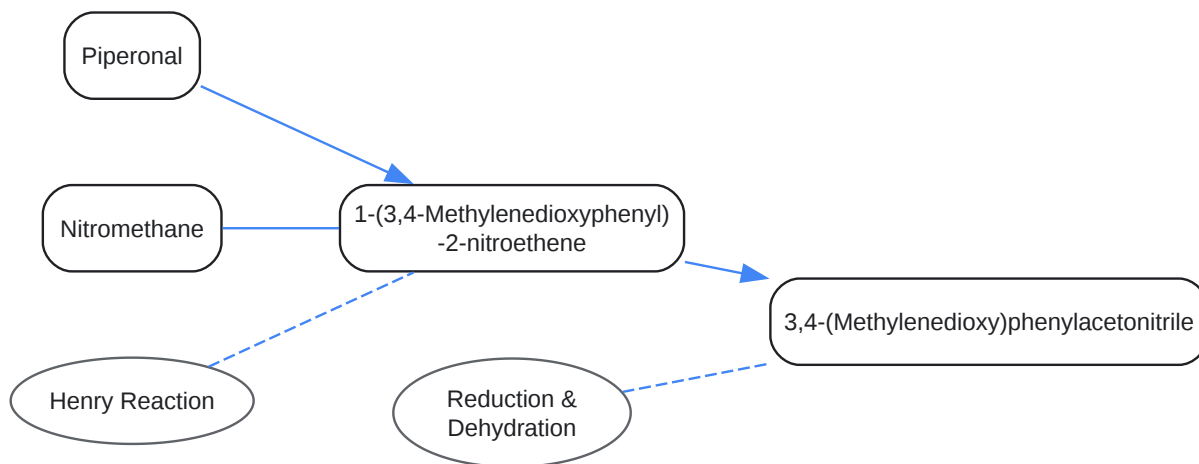 Piperonal
1-(3,4-Methylenedioxyphenyl)
-2-nitroethene
Nitromethane
3,4-(Methylenedioxy)phenylacetonitrile
Henry Reaction
Reduction &
Dehydration